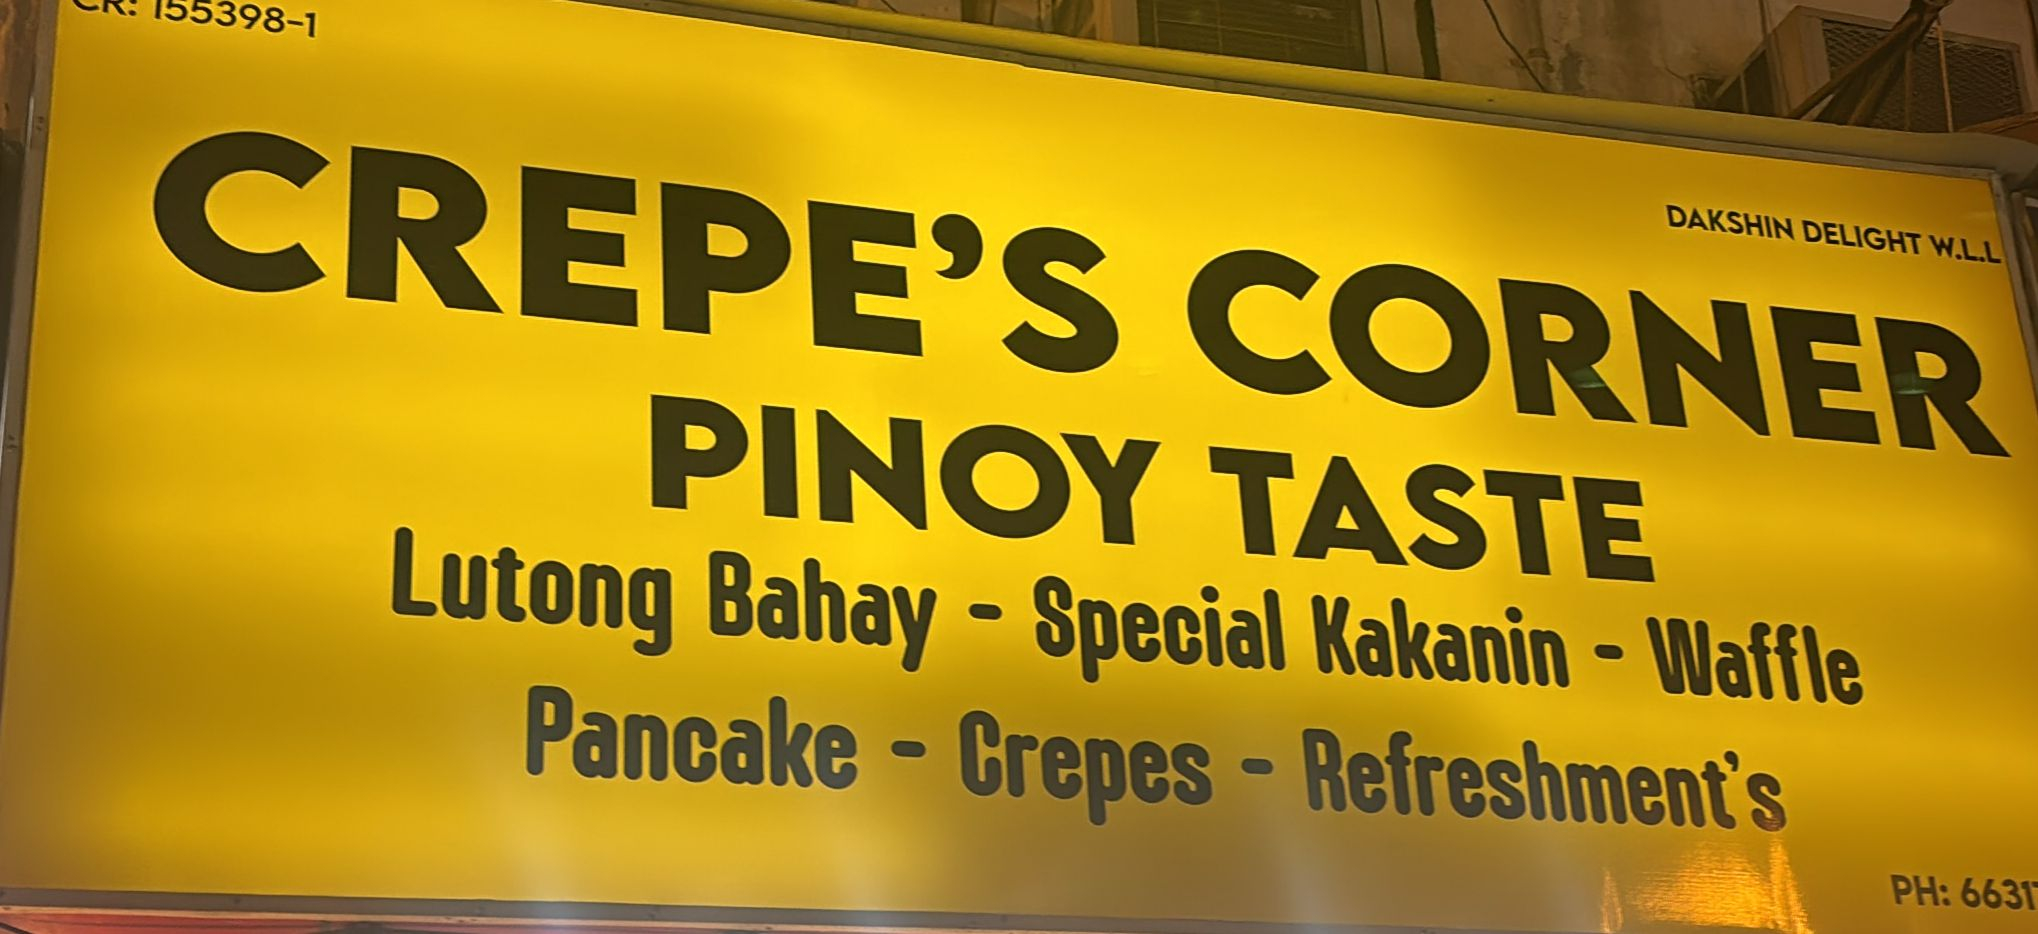 CR: 155398-1
DAKSHIN DELIGHT W.L.L
CREPE'S CORNER
PINOY TASTE
Lutong Bahay - Special Kakanin - Waffle
Pancake - Crepes - Refreshment's
PH: 6631